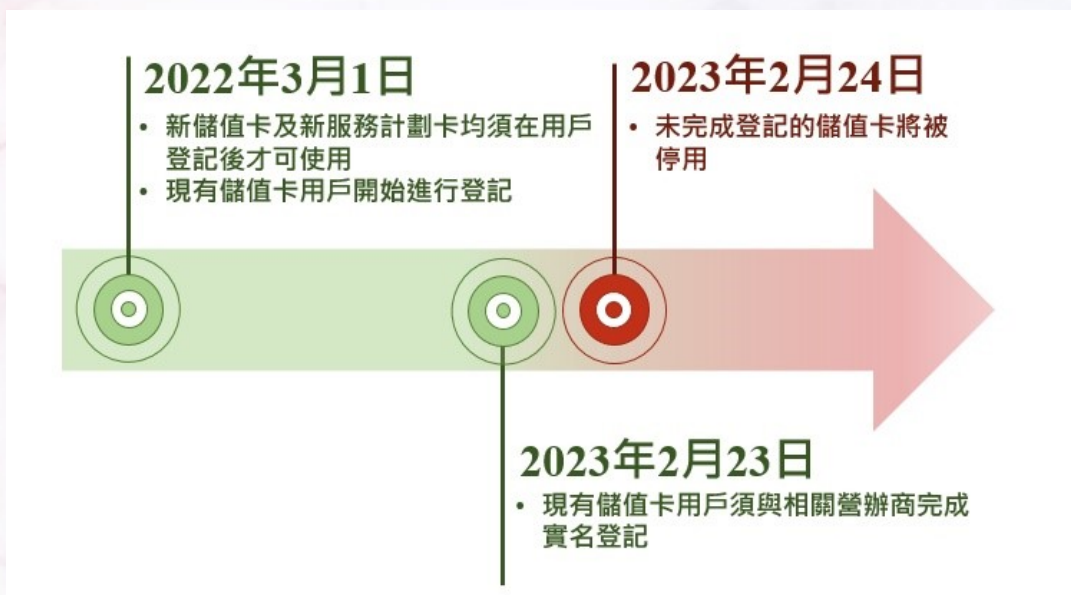 2022年3月1日
• 新儲值卡及新服務計劃卡均須在用戶
登記後才可使用
• 現有儲值卡用戶開始進行登記
2023年2月24日
• 未完成登記的儲值卡將被
停用
2023年2月23日
• 現有儲值卡用戶須與相關營辦商完成
實名登記